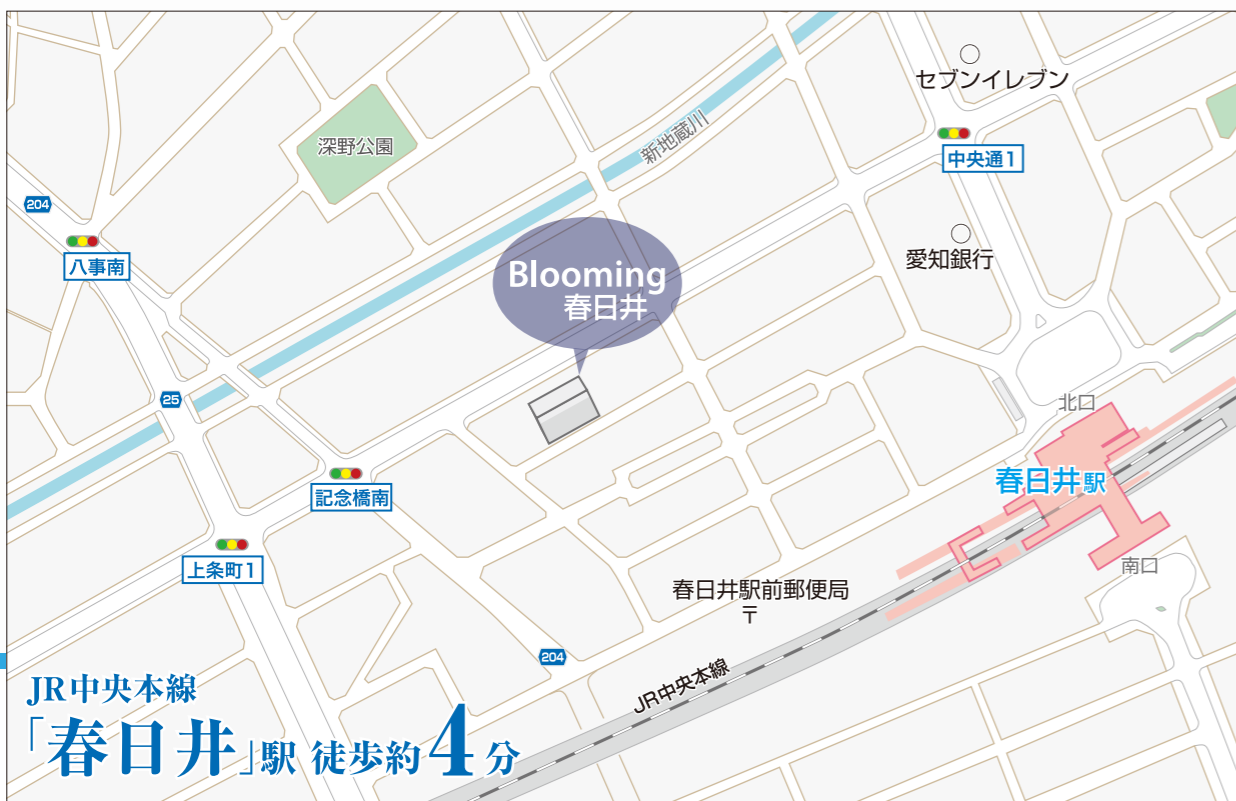 セブンイレブン
中央通1
深野公園
新地蔵川
204
八事南
愛知銀行
Blooming
春日井
25
北口
記念橋南
春日井駅
上条町1
南口
春日井駅前郵便局
〒
204
JR中央本線
JR中央本線
「春日井」駅 徒歩約4分